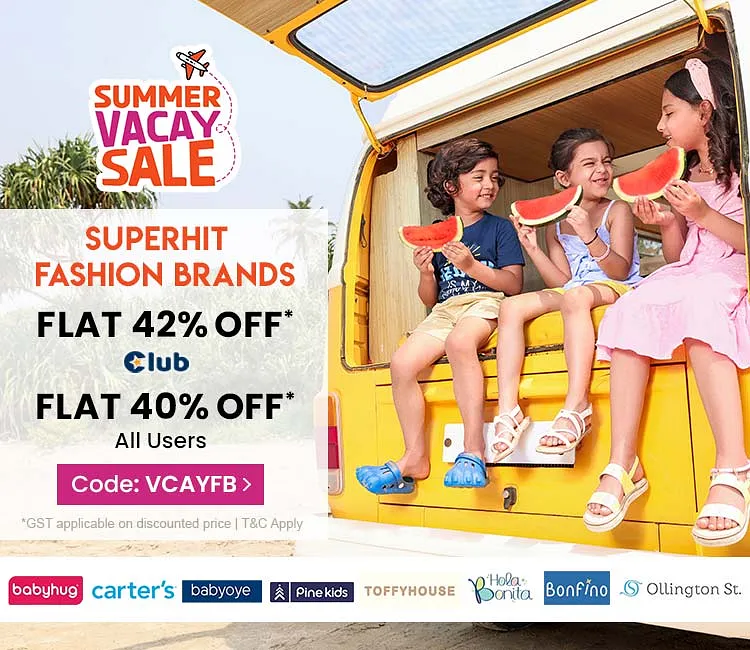 SUMMER
VACAY
SALE
SUPERHIT
FASHION BRANDS
FLAT 42% OFF*
Club
FLAT 40% OFF*
All Users
Code: VCAYFB >
*GST applicable on discounted price | T&C Apply
babyhug
carter's
babyoye
Pine kids
TOFFYHOUSE
Hola Bonita
BONFINO
Ollington St.